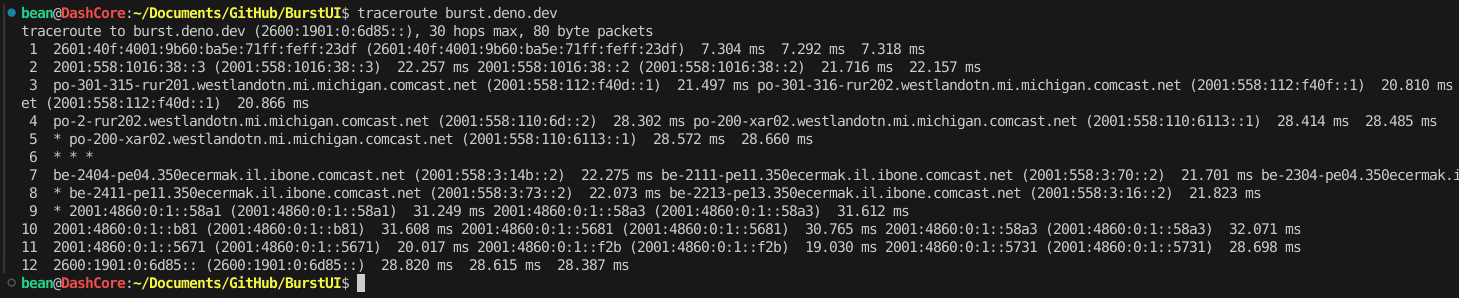 bean@DashCore:~/Documents/GitHub/BurstUI$ traceroute burst.deno.dev
traceroute to burst.deno.dev (2600:1901:0:6d85::), 30 hops max, 80 byte packets
1 2601:40f:4001:9b60:ba5e:71ff:feff:23df (2601:40f:4001:9b60:ba5e:71ff:feff:23df) 7.304 ms 7.292 ms 7.318 ms
2 2001:558:1016:38::3 (2001:558:1016:38::3) 22.257 ms 2001:558:1016:38::2 (2001:558:1016:38::2) 21.716 ms 22.157 ms
3 po-301-315-rur201.westlandotn.mi.michigan.comcast.net (2001:558:112:f40d::1) 21.497 ms po-301-316-rur202.westlandotn.mi.michigan.comcast.net (2001:558:112:f40f::1) 20.810 ms
et (2001:558:112:f40d::1) 20.866 ms
4 po-2-rur202.westlandotn.mi.michigan.comcast.net (2001:558:110:6d::2) 28.302 ms po-200-xar02.westlandotn.mi.michigan.comcast.net (2001:558:110:6113::1) 28.414 ms 28.485 ms
5 * po-200-xar02.westlandotn.mi.michigan.comcast.net (2001:558:110:6113::1) 28.572 ms 28.660 ms
6 * * *
7 be-2404-pe04.350ecermak.il.ibone.comcast.net (2001:558:3:14b::2) 22.275 ms be-2111-pe11.350ecermak.il.ibone.comcast.net (2001:558:3:70::2) 21.701 ms be-2304-pe04.350ecermak.i
8 * be-2411-pe11.350ecermak.il.ibone.comcast.net (2001:558:3:73::2) 22.073 ms be-2213-pe13.350ecermak.il.ibone.comcast.net (2001:558:3:16::2) 21.823 ms
9 * 2001:4860:0:1::58a1 (2001:4860:0:1::58a1) 31.249 ms 2001:4860:0:1::58a3 (2001:4860:0:1::58a3) 31.612 ms
10 2001:4860:0:1::b81 (2001:4860:0:1::b81) 31.608 ms 2001:4860:0:1::5681 (2001:4860:0:1::5681) 30.765 ms 2001:4860:0:1::58a3 (2001:4860:0:1::58a3) 32.071 ms
11 2001:4860:0:1::5671 (2001:4860:0:1::5671) 20.017 ms 2001:4860:0:1::f2b (2001:4860:0:1::f2b) 19.030 ms 2001:4860:0:1::5731 (2001:4860:0:1::5731) 28.698 ms
12 2600:1901:0:6d85:: (2600:1901:0:6d85::) 28.820 ms 28.615 ms 28.387 ms
bean@DashCore:~/Documents/GitHub/BurstUI$